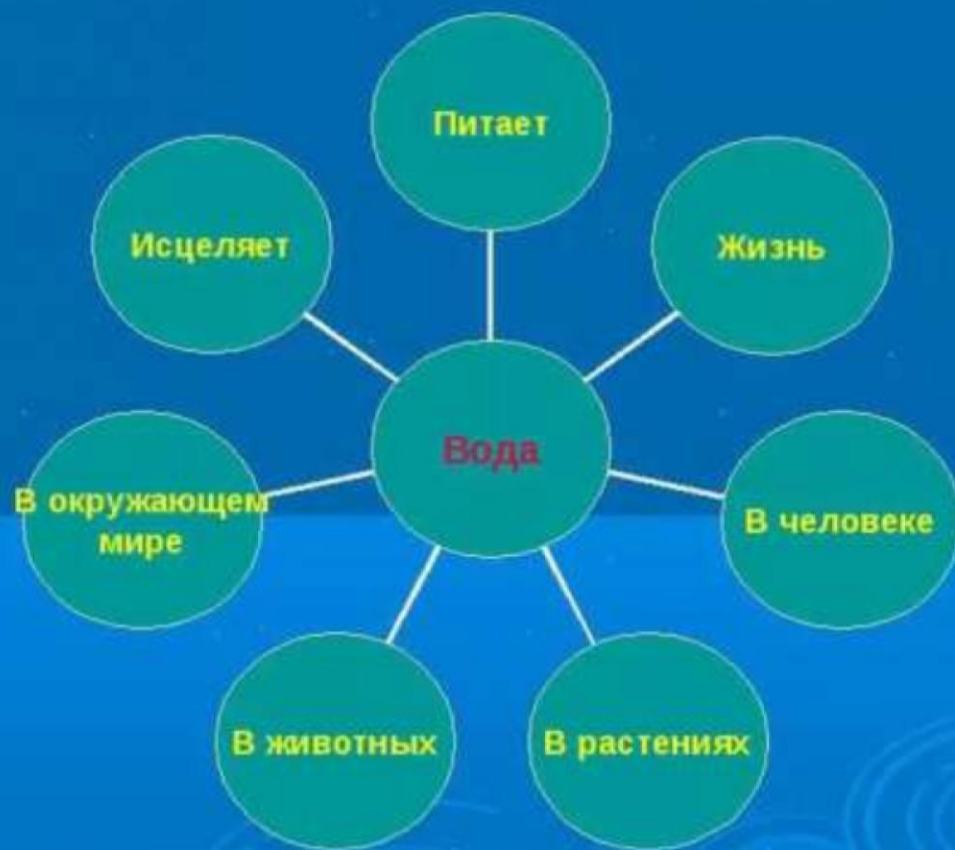 Питает
Исцеляет
Жизнь
Вода
В окружающем
мире
В человеке
В животных
В растениях